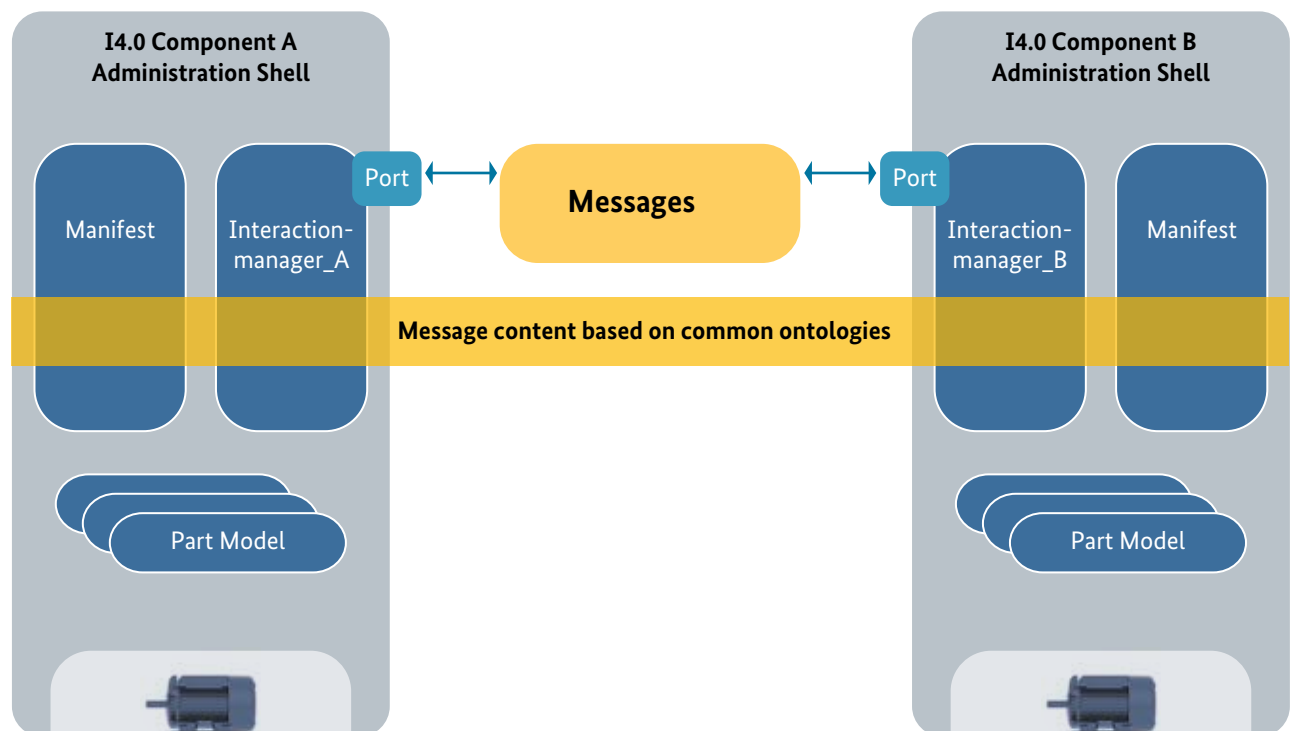 I4.0 Component A
Administration Shell
I4.0 Component B
Administration Shell
Port
Messages
Port
Manifest
Interaction-
manager_A
Interaction-
manager_B
Manifest
Message content based on common ontologies
Part Model
Part Model